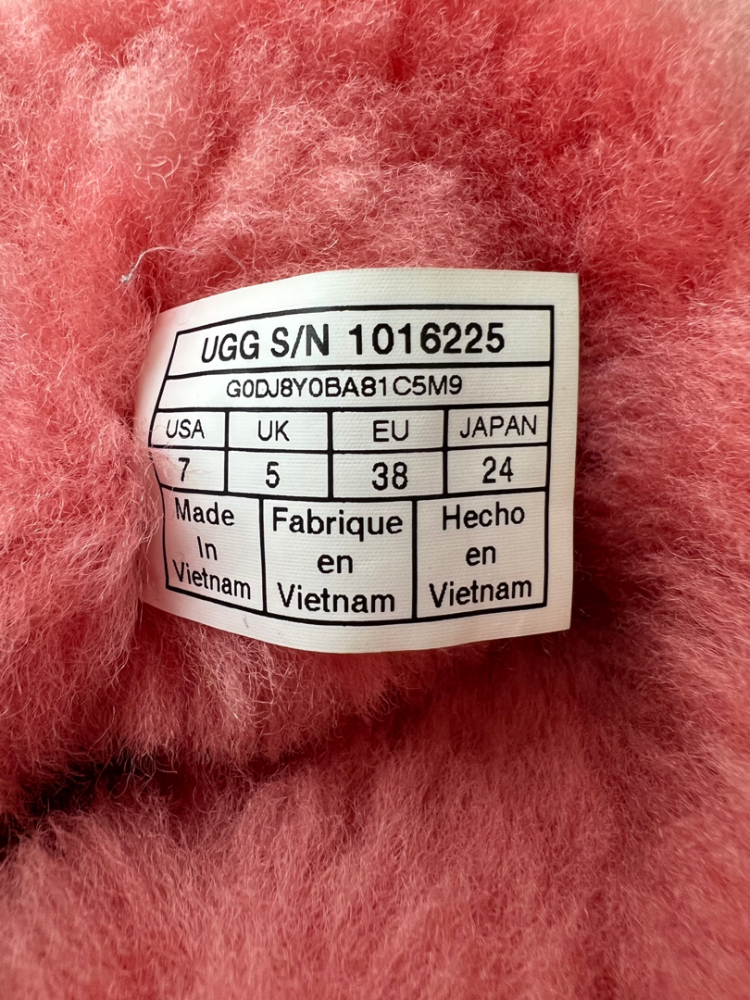 UGG S/N 1016225
G0DJ8Y0BA81C5M9
USA UK EU JAPAN
7 5 38 24
Made
In
Vietnam
Fabrique
en
Vietnam
Hecho
en
Vietnam